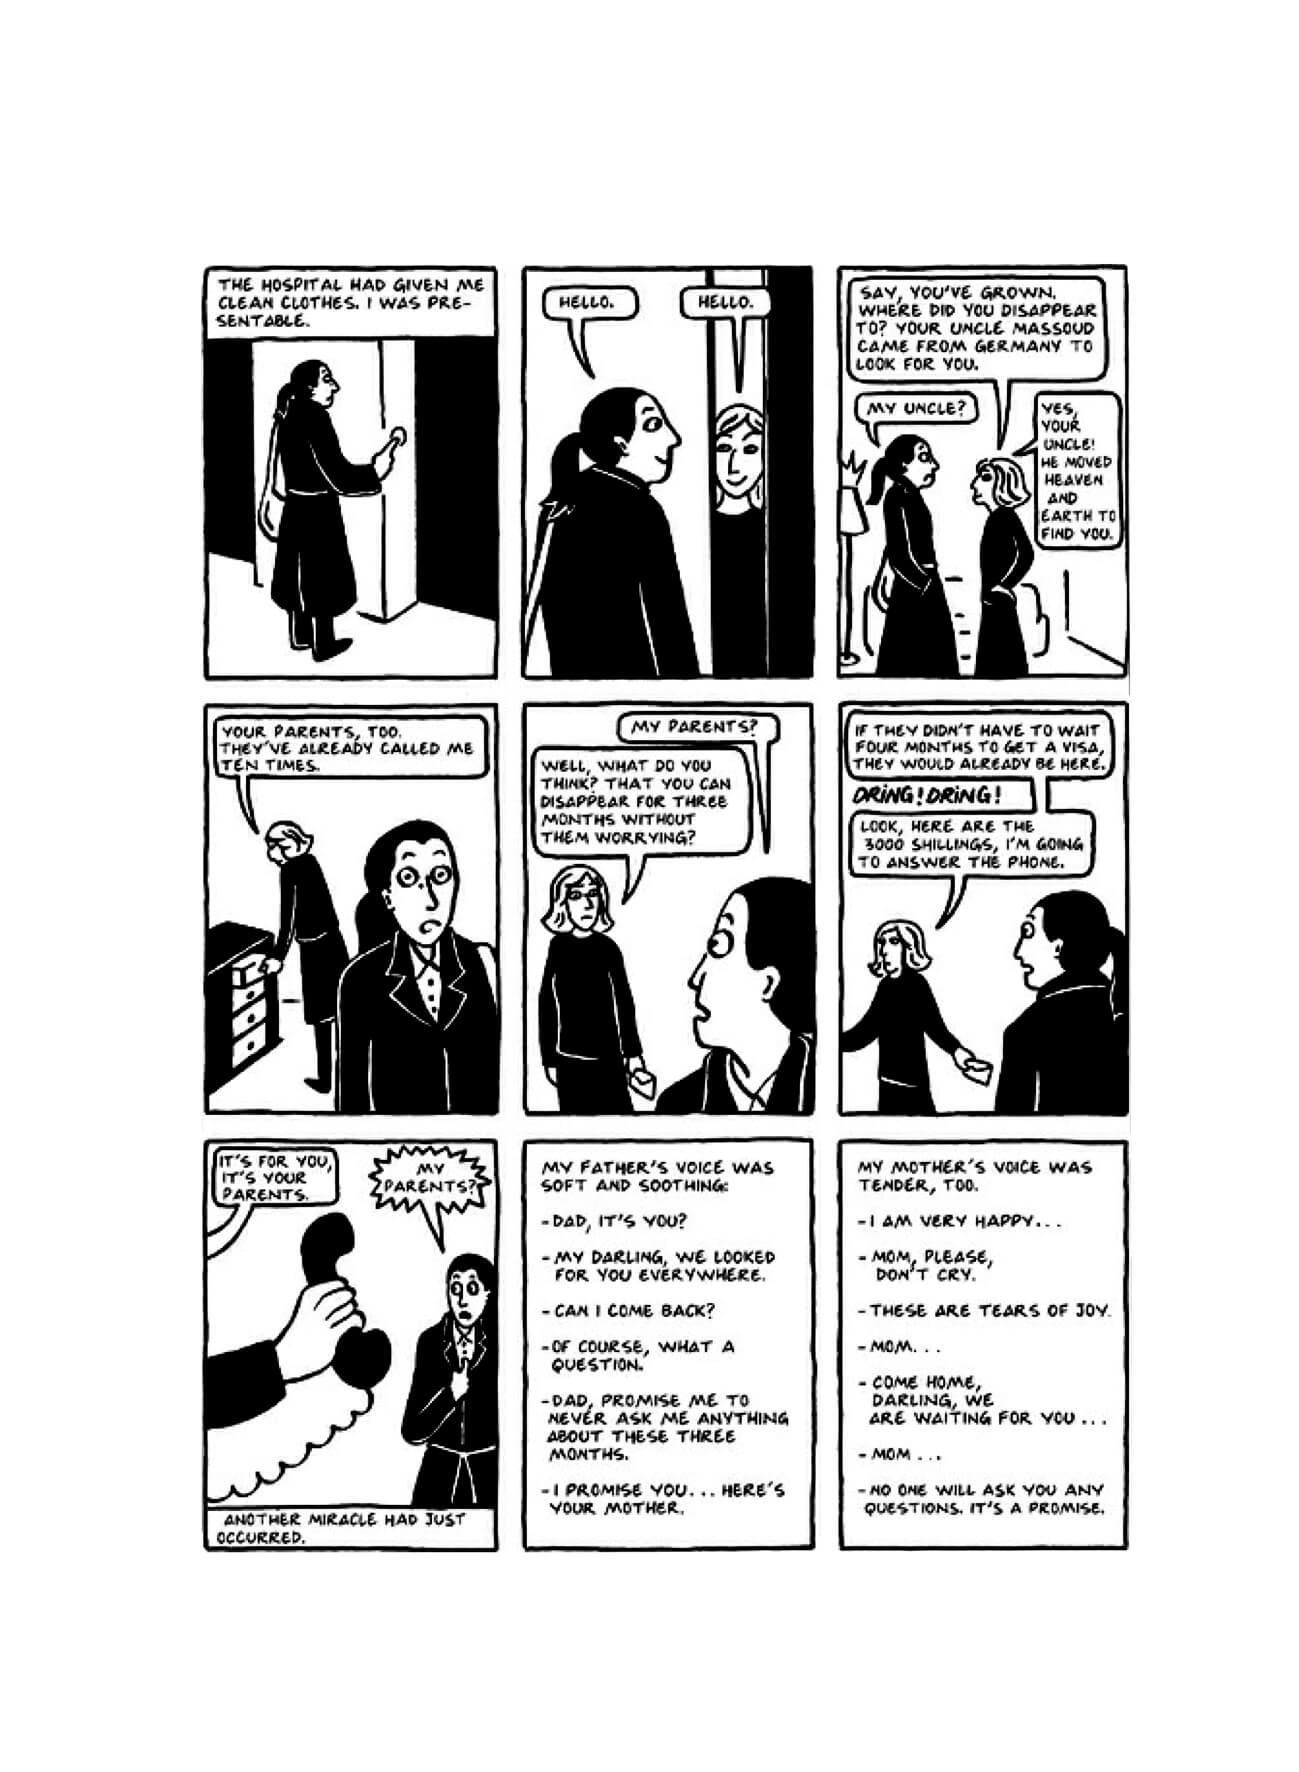 THE HOSPITAL HAD GIVEN ME
CLEAN CLOTHES. I WAS PRE-
SENTABLE.
HELLO.
HELLO.
SAY, YOU'VE GROWN.
WHERE DID YOU DISAPPEAR
TO? YOUR UNCLE MASSOUD
CAME FROM GERMANY TO
LOOK FOR YOU.
MY UNCLE?
YES,
YOUR
UNCLE!
HE MOVED
HEAVEN
AND
EARTH TO
FIND YOU.
YOUR PARENTS, TOO.
THEY'VE ALREADY CALLED ME
TEN TIMES.
MY PARENTS?
WELL, WHAT DO YOU
THINK? THAT YOU CAN
DISAPPEAR FOR THREE
MONTHS WITHOUT
THEM WORRYING?
IF THEY DIDN'T HAVE TO WAIT
FOUR MONTHS TO GET A VISA,
THEY WOULD ALREADY BE HERE.
DRING! DRING!
LOOK, HERE ARE THE
3000 SHILLINGS, I'M GOING
TO ANSWER THE PHONE.
IT'S FOR YOU,
IT'S YOUR
PARENTS.
MY
PARENTS?
ANOTHER MIRACLE HAD JUST
OCCURRED.
MY FATHER'S VOICE WAS
SOFT AND SOOTHING:
- DAD, IT'S YOU?
- MY DARLING, WE LOOKED
FOR YOU EVERYWHERE.
- CAN I COME BACK?
- OF COURSE, WHAT A
QUESTION.
- DAD, PROMISE ME TO
NEVER ASK ME ANYTHING
ABOUT THESE THREE
MONTHS.
- I PROMISE YOU... HERE'S
YOUR MOTHER.
MY MOTHER'S VOICE WAS
TENDER, TOO.
- I AM VERY HAPPY...
- MOM, PLEASE,
DON'T CRY.
- THESE ARE TEARS OF JOY.
- MOM...
- COME HOME,
DARLING, WE
ARE WAITING FOR YOU...
- MOM...
- NO ONE WILL ASK YOU ANY
QUESTIONS. IT'S A PROMISE.